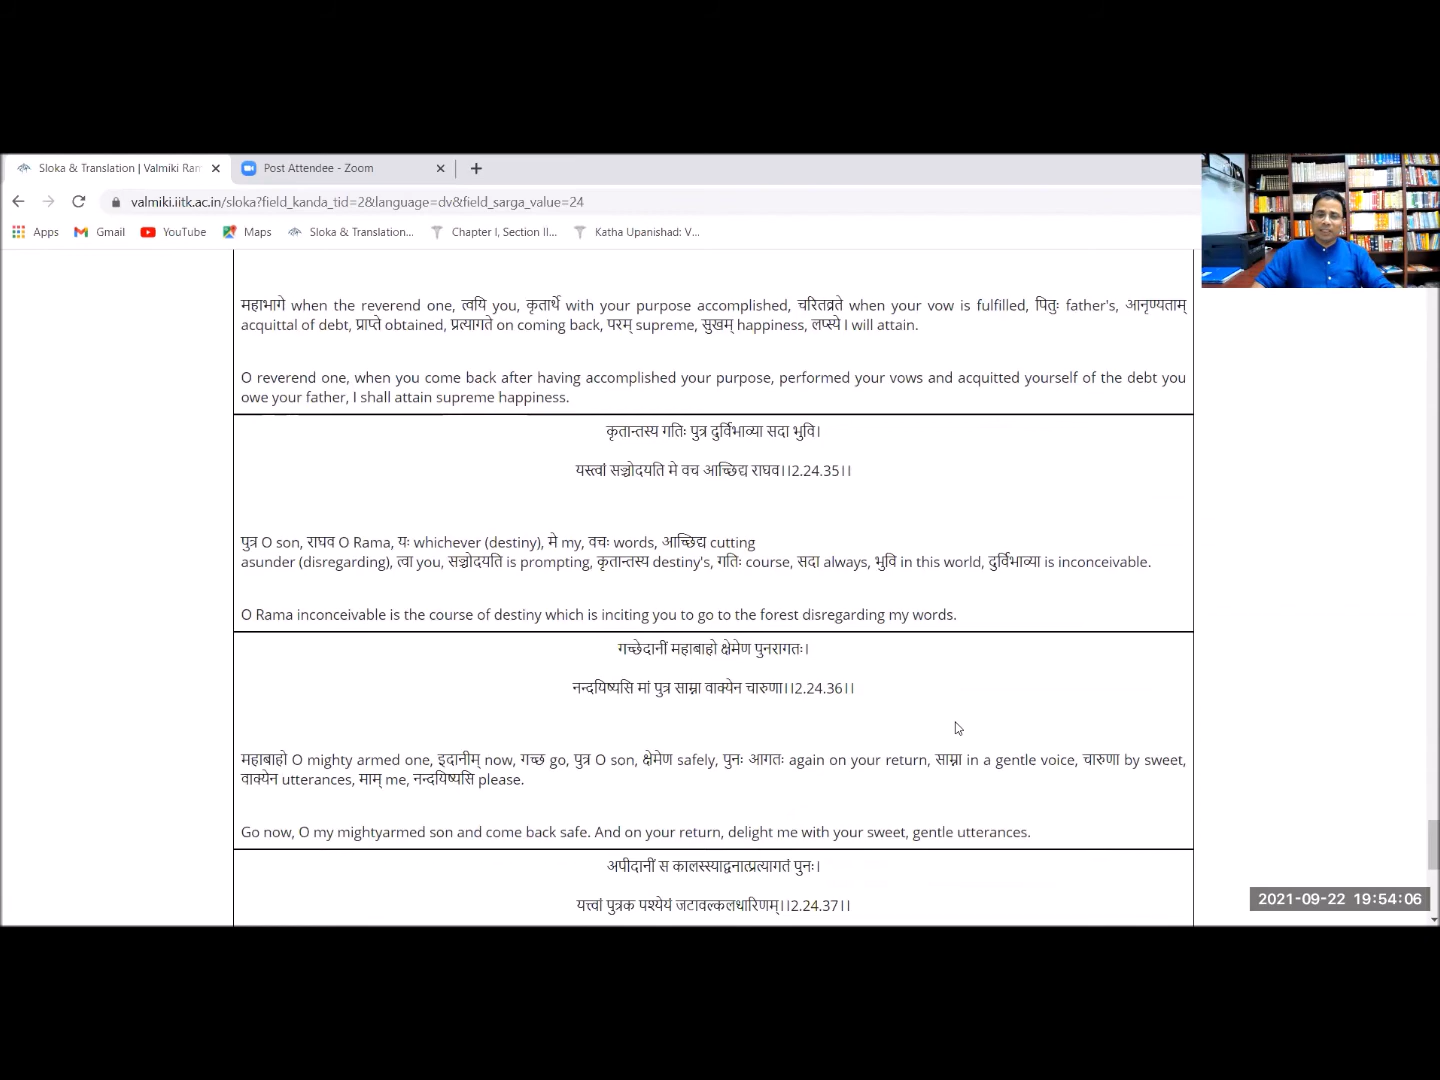 Sloka & Translation | Valmiki Ram
Post Attendee - Zoom
valmiki.iitk.ac.in/sloka?field_kanda_tid=2&language=dv&field_sarga_value=24
Apps Gmail YouTube Maps Sloka & Translation... Chapter I, Section II... Katha Upanishad: V...
महाभागे when the reverend one, त्वयि you, कृतार्थे with your purpose accomplished, चरितव्रते when your vow is fulfilled, पितुः father's, आनृण्यताम्
acquittal of debt, प्राप्ते obtained, प्रत्यागते on coming back, परम् supreme, सुखम् happiness, लप्स्ये I will attain.
O reverend one, when you come back after having accomplished your purpose, performed your vows and acquitted yourself of the debt you
owe your father, I shall attain supreme happiness.
कृतान्तस्य गतिः पुत्र दुर्विभाव्या सदा भुवि।
यस्त्वां सञ्चोदयति मे वच आच्छिद्य राघव।।2.24.35।।
पुत्र O son, राघव O Rama, यः whichever (destiny), मे my, वचः words, आच्छिद्य cutting
asunder (disregarding), त्वा you, सञ्चोदयति is prompting, कृतान्तस्य destiny's, गतिः course, सदा always, भुवि in this world, दुर्विभाव्या is inconceivable.
O Rama inconceivable is the course of destiny which is inciting you to go to the forest disregarding my words.
गच्छेदानीं महाबाहो क्षेमेण पुनरागतः।
नन्दयिष्यसि मां पुत्र साम्ना वाक्येन चारुणा।।2.24.36।।
महाबाहो O mighty armed one, इदानीम् now, गच्छ go, पुत्र O son, क्षेमेण safely, पुनः आगतः again on your return, साम्ना in a gentle voice, चारुणा by sweet,
वाक्येन utterances, माम् me, नन्दयिष्यसि please.
Go now, O my mightyarmed son and come back safe. And on your return, delight me with your sweet, gentle utterances.
अपीदानीं स कालस्स्याद्वनात्प्रत्यागतं पुनः।
यत्त्वां पुत्रक पश्येयं जटावल्कलधारिणम्।।2.24.37।।
2021-09-22 19:54:06